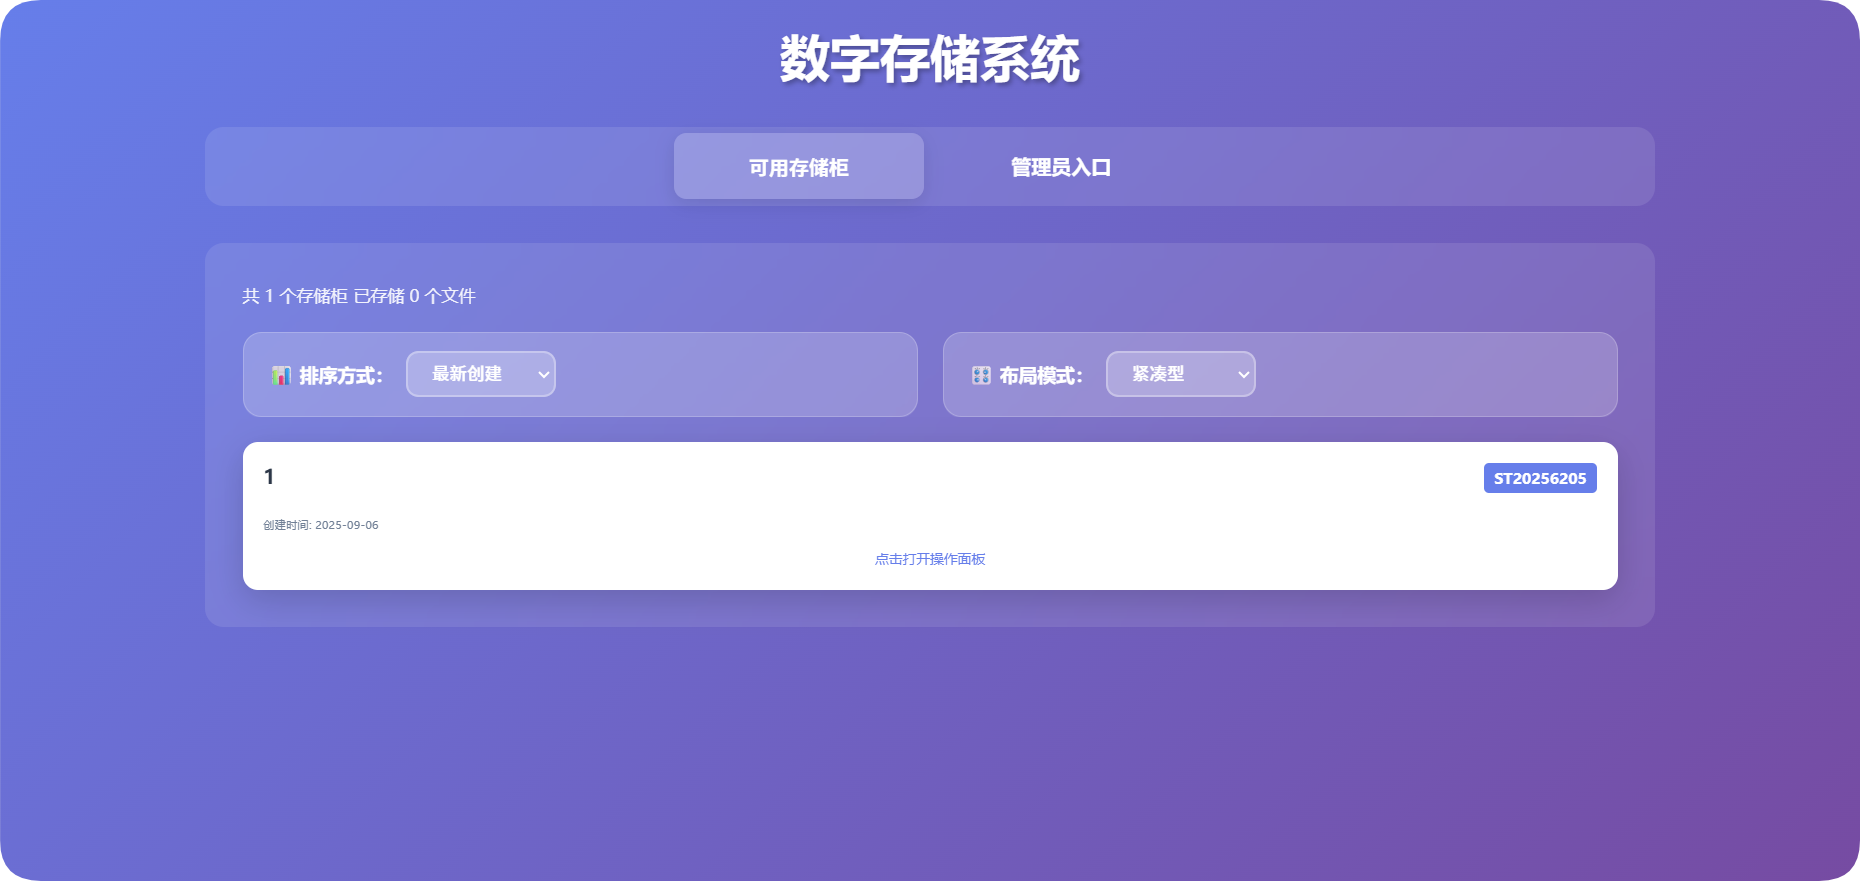 数字存储系统
可用存储柜 管理员入口
共 1 个存储柜 已存储 0 个文件
排序方式： 最新创建
布局模式： 紧凑型
1
ST20256205
创建时间: 2025-09-06
点击打开操作面板